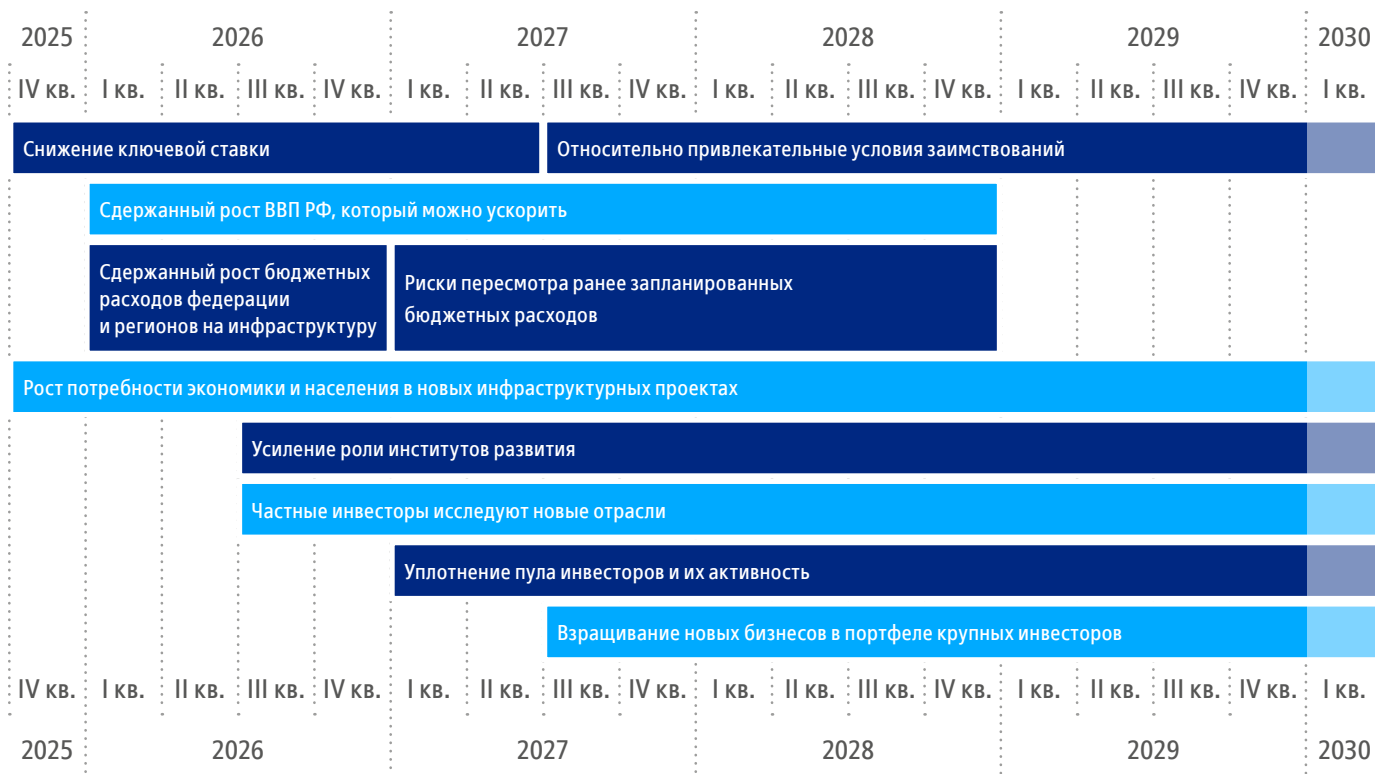 2025 2026 2027 2028 2029 2030
IV кв. I кв. II кв. III кв. IV кв. I кв. II кв. III кв. IV кв. I кв. II кв. III кв. IV кв. I кв. II кв. III кв. IV кв. I кв.
Снижение ключевой ставки Относительно привлекательные условия заимствований
Сдержанный рост ВВП РФ, который можно ускорить
Сдержанный рост бюджетных
расходов федерации
и регионов на инфраструктуру
Риски пересмотра ранее запланированных
бюджетных расходов
Рост потребности экономики и населения в новых инфраструктурных проектах
Усиление роли институтов развития
Частные инвесторы исследуют новые отрасли
Уплотнение пула инвесторов и их активность
Взращивание новых бизнесов в портфеле крупных инвесторов
IV кв. I кв. II кв. III кв. IV кв. I кв. II кв. III кв. IV кв. I кв. II кв. III кв. IV кв. I кв. II кв. III кв. IV кв. I кв.
2025 2026 2027 2028 2029 2030